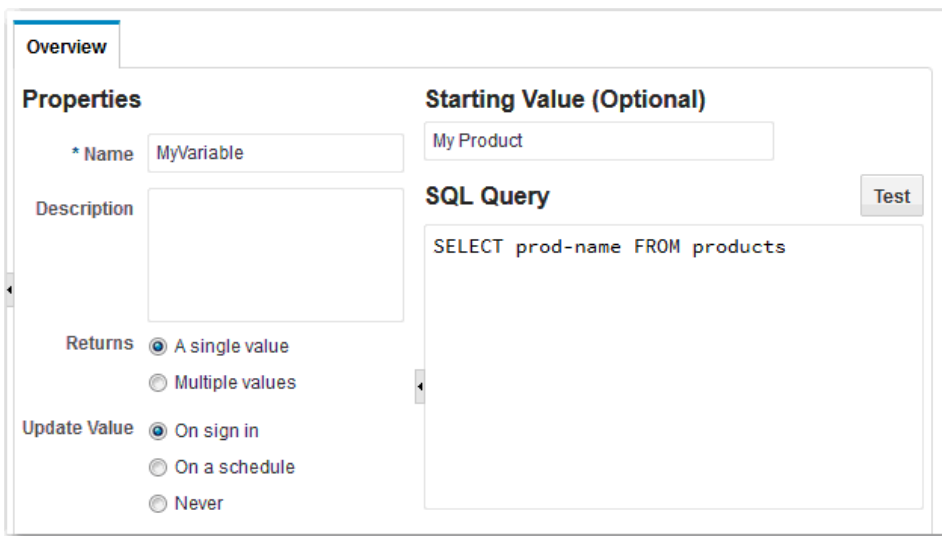 Overview
Properties
* Name MyVariable
Description
Returns A single value
Multiple values
Update Value On sign in
On a schedule
Never
Starting Value (Optional)
My Product
SQL Query Test
SELECT prod-name FROM products